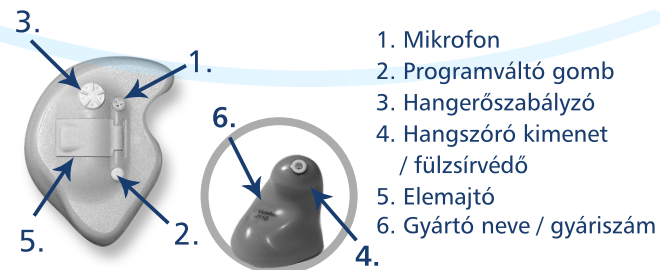 3.
1.
6.
5.
2.
4.
1. Mikrofon
2. Programváltó gomb
3. Hangerőszabályzó
4. Hangszóró kimenet
/ fülzsírvédő
5. Elemajtó
6. Gyártó neve / gyáriszám